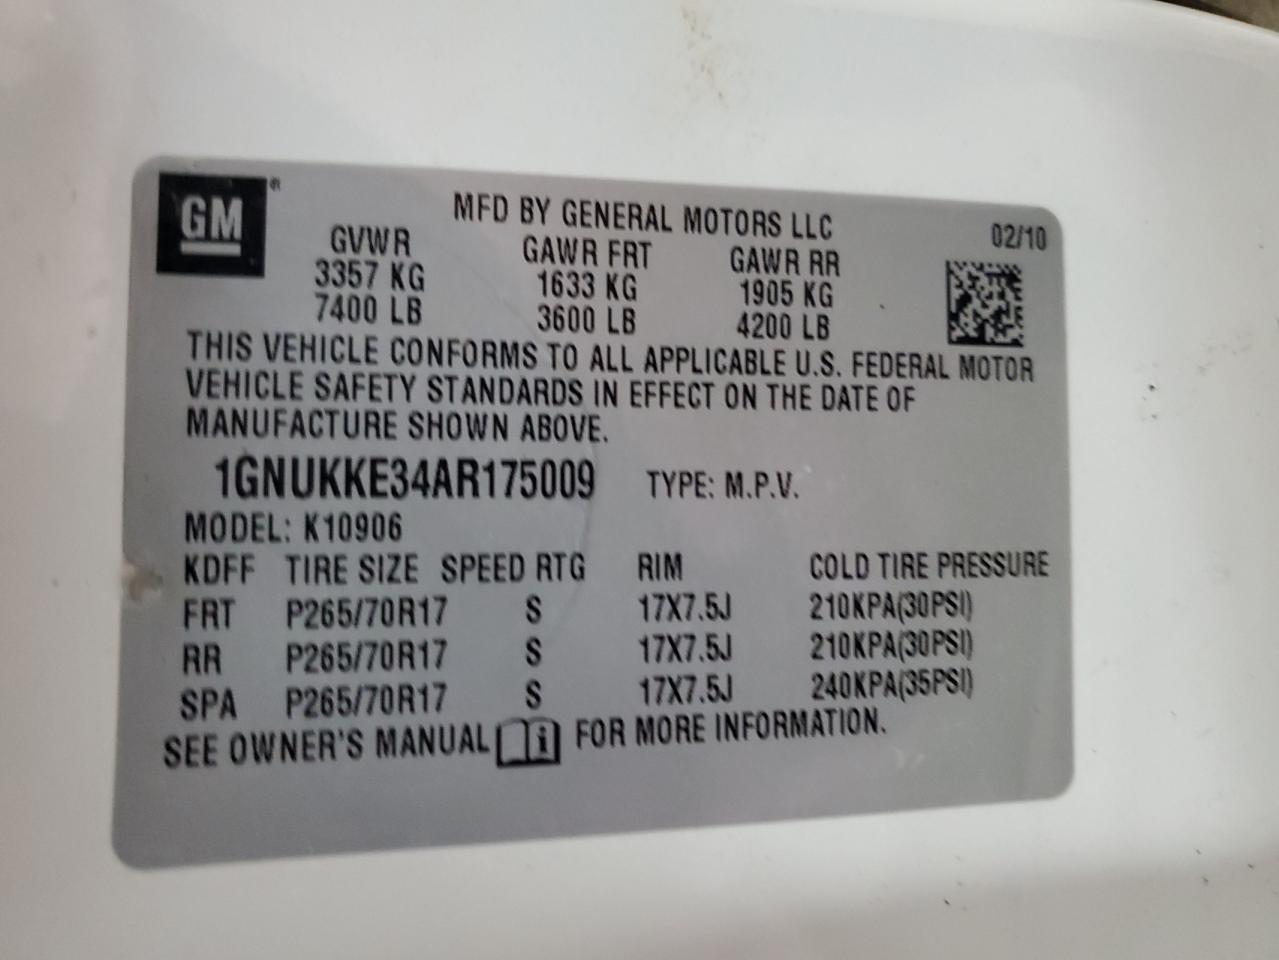 GM
MFD BY GENERAL MOTORS LLC 02/10
GVWR GAWR FRT GAWR RR
3357 KG 1633 KG 1905 KG
7400 LB 3600 LB 4200 LB
THIS VEHICLE CONFORMS TO ALL APPLICABLE U.S. FEDERAL MOTOR
VEHICLE SAFETY STANDARDS IN EFFECT ON THE DATE OF
MANUFACTURE SHOWN ABOVE.
1GNUKKE34AR175009 TYPE: M.P.V.
MODEL: K10906
KDFF TIRE SIZE SPEED RTG RIM COLD TIRE PRESSURE
FRT P265/70R17 S 17X7.5J 210KPA(30PSI)
RR P265/70R17 S 17X7.5J 210KPA(30PSI)
SPA P265/70R17 S 17X7.5J 240KPA(35PSI)
SEE OWNER'S MANUAL i FOR MORE INFORMATION.